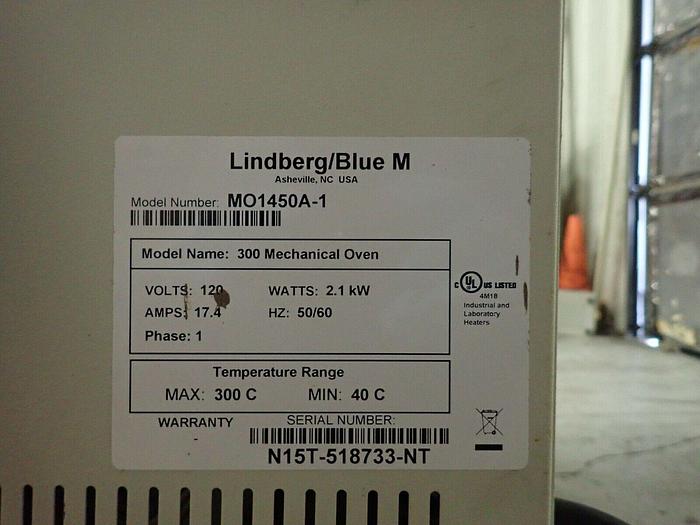 Lindberg/Blue M
Asheville, NC USA
Model Number: MO1450A-1
Model Name: 300 Mechanical Oven
VOLTS: 120 WATTS: 2.1 kW
AMPS: 17.4 HZ: 50/60
Phase: 1
C UL US LISTED
4M18
Industrial and
Laboratory
Heaters
Temperature Range
MAX: 300 C MIN: 40 C
WARRANTY SERIAL NUMBER:
-
N15T-518733-NT